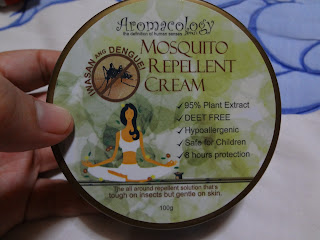 Aromacology
the definition of human senses
IWASAN ANG DENGUE!
MOSQUITO
REPELLENT
CREAM
✓ 95% Plant Extract
✓ DEET FREE
✓ Hypoallergenic
✓ Safe for Children
✓ 8 hours protection
The all around repellent solution that's
tough on insects but gentle on skin.
100g